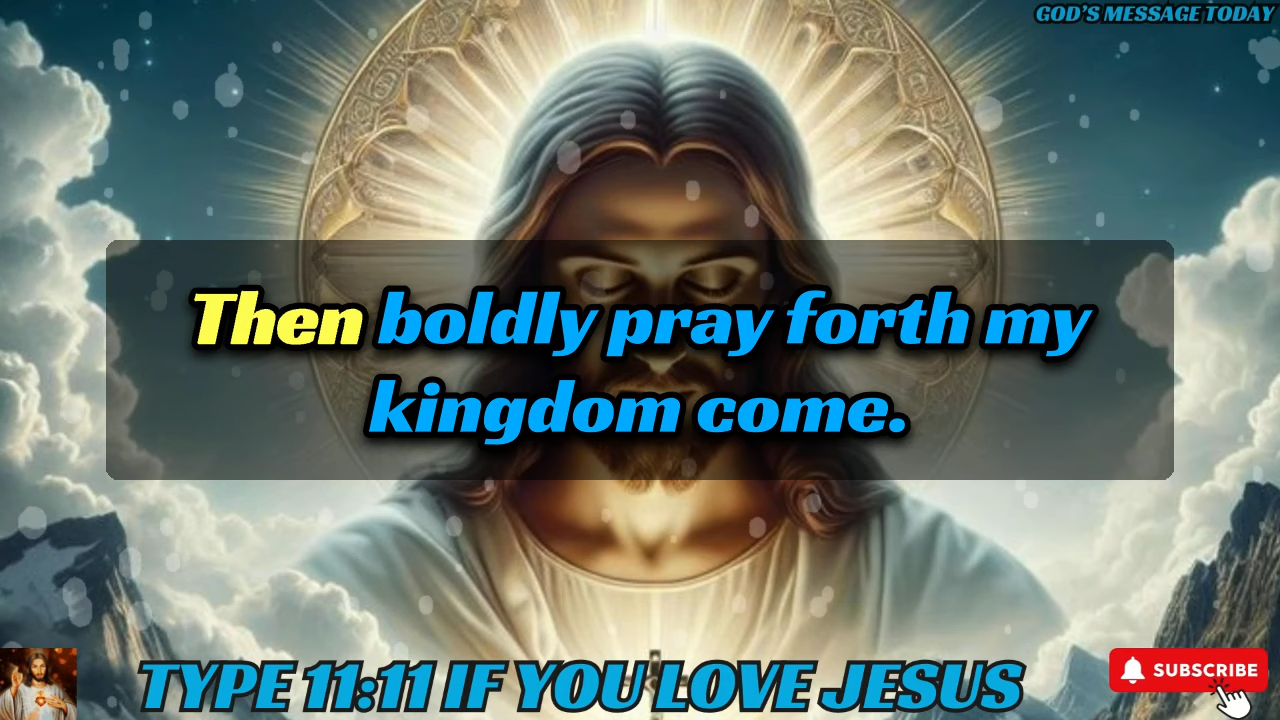 GOD'S MESSAGE TODAY
Then boldly pray forth my
kingdom come.
TYPE 11:11 IF YOU LOVE JESUS
SUBSCRIBE